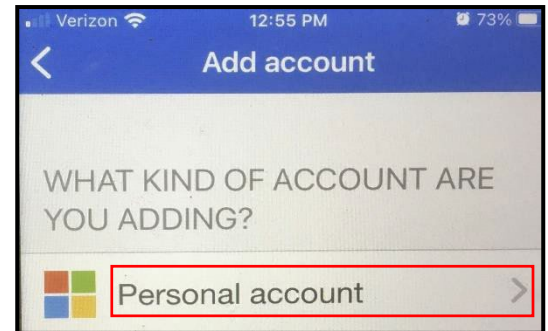 Verizon 12:55 PM 73%
Add account
WHAT KIND OF ACCOUNT ARE
YOU ADDING?
Personal account